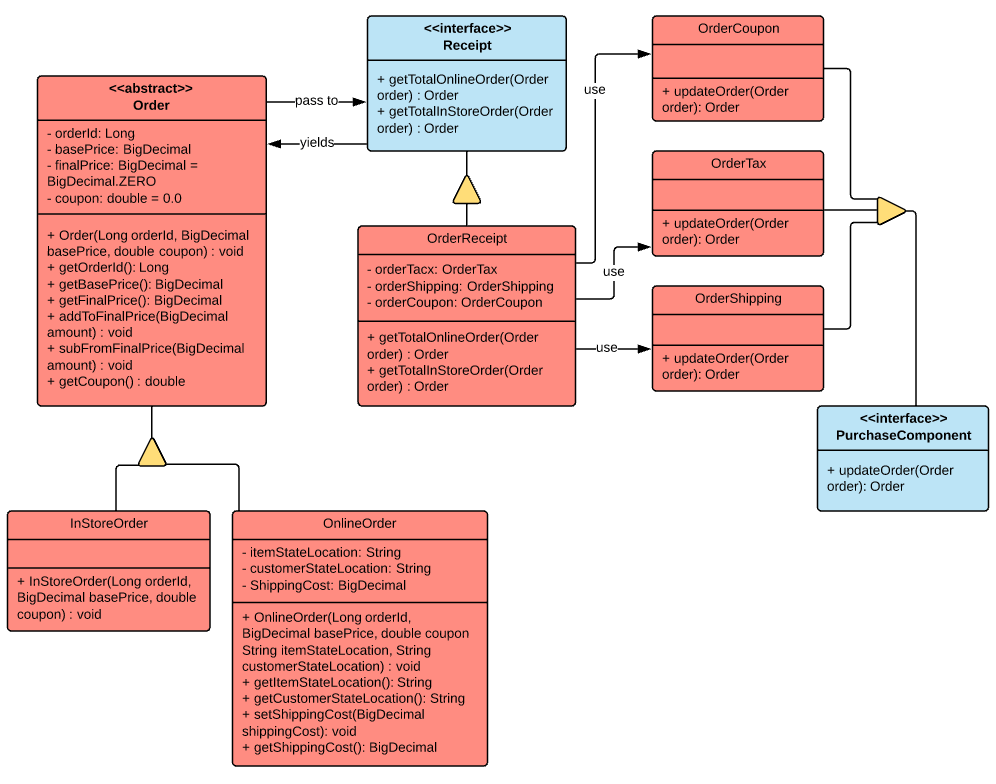 <<abstract>>
Order
- orderId: Long
- basePrice: BigDecimal
- finalPrice: BigDecimal =
BigDecimal.ZERO
- coupon: double = 0.0
+ Order(Long orderId, BigDecimal
basePrice, double coupon) : void
+ getOrderId(): Long
+ getBasePrice(): BigDecimal
+ getFinalPrice(): BigDecimal
+ addToFinalPrice(BigDecimal
amount) : void
+ subFromFinalPrice(BigDecimal
amount) : void
+ getCoupon() : double
pass to
yields
<<interface>>
Receipt
+ getTotalOnlineOrder(Order
order) : Order
+ getTotalInStoreOrder(Order
order) : Order
OrderReceipt
- orderTacx: OrderTax
- orderShipping: OrderShipping
- orderCoupon: OrderCoupon
+ getTotalOnlineOrder(Order
order) : Order
+ getTotalInStoreOrder(Order
order) : Order
use
use
use
OrderCoupon
+ updateOrder(Order
order): Order
OrderTax
+ updateOrder(Order
order): Order
OrderShipping
+ updateOrder(Order
order): Order
<<interface>>
PurchaseComponent
+ updateOrder(Order
order): Order
InStoreOrder
+ InStoreOrder(Long orderId,
BigDecimal basePrice, double
coupon) : void
OnlineOrder
- itemStateLocation: String
- customerStateLocation: String
- ShippingCost: BigDecimal
+ OnlineOrder(Long orderId,
BigDecimal basePrice, double coupon
String itemStateLocation, String
customerStateLocation) : void
+ getItemStateLocation(): String
+ getCustomerStateLocation(): String
+ setShippingCost(BigDecimal
shippingCost): void
+ getShippingCost(): BigDecimal